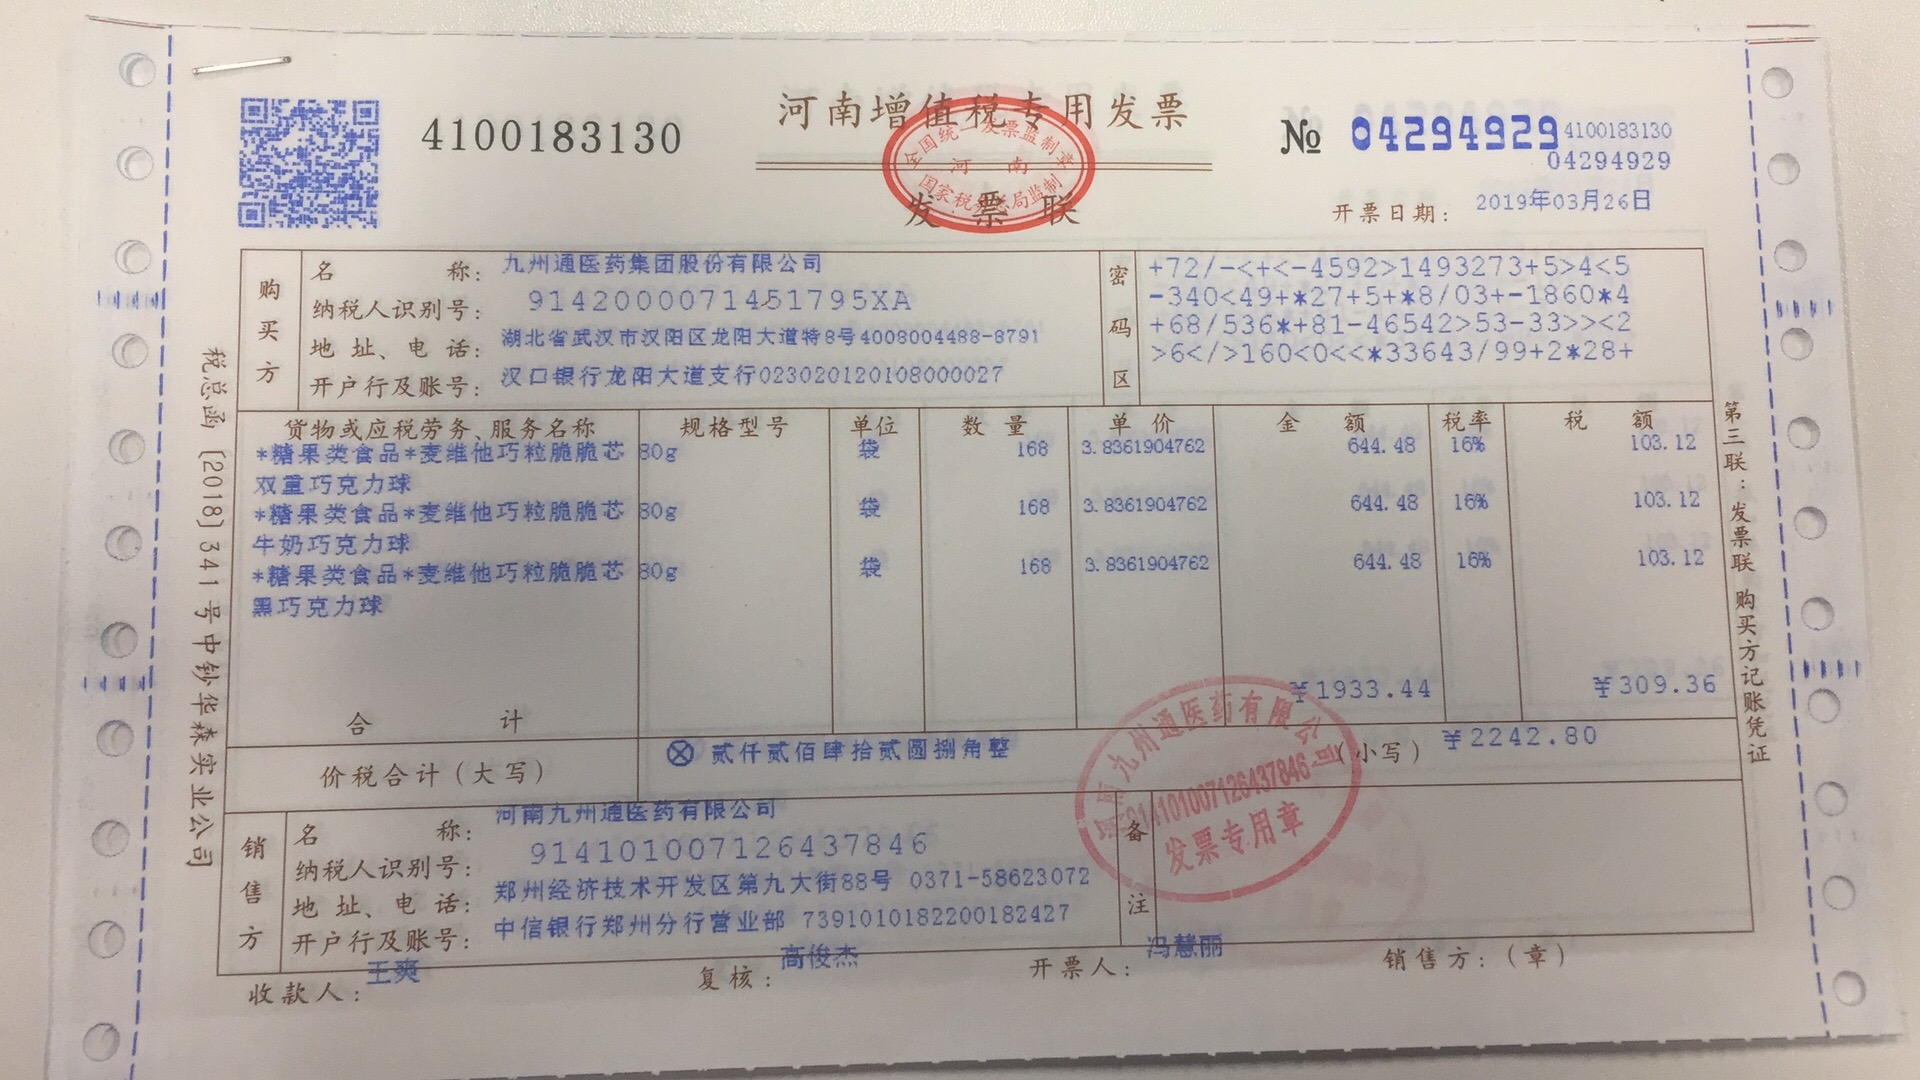 河南增值税专用发票
4100183130
№ 04294929
4100183130
04294929
全国统一发票监制章
河南
国家税务总局监制
发票联
开票日期: 2019年03月26日
购买方
名称: 九州通医药集团股份有限公司
纳税人识别号: 9142000071451795XA
地址、电话: 湖北省武汉市汉阳区龙阳大道特8号4008004488-8791
开户行及账号: 汉口银行龙阳大道支行023020120108000027
密码区
+72/-<+<-4592>1493273+5>4<5
-340<49+*27+5+*8/03+-1860*4
+68/536*+81-46542>53-33>><2
>6</>160<0<<*33643/99+2*28+
货物或应税劳务、服务名称 规格型号 单位 数量 单价 金额 税率 税额
*糖果类食品*麦维他巧粒脆脆芯 80g 袋 168 3.8361904762 644.48 16% 103.12
双重巧克力球
*糖果类食品*麦维他巧粒脆脆芯 80g 袋 168 3.8361904762 644.48 16% 103.12
牛奶巧克力球
*糖果类食品*麦维他巧粒脆脆芯 80g 袋 168 3.8361904762 644.48 16% 103.12
黑巧克力球
合计 ¥1933.44 ¥309.36
价税合计(大写) ⊗贰仟贰佰肆拾贰圆捌角整 (小写) ¥2242.80
销售方
名称: 河南九州通医药有限公司
纳税人识别号: 914101007126437846
地址、电话: 郑州经济技术开发区第九大街88号 0371-58623072
开户行及账号: 中信银行郑州分行营业部 7391010182200182427
备注
河南九州通医药有限公司
914101007126437846
发票专用章
收款人: 王爽 复核: 高俊杰 开票人: 冯慧丽 销售方:(章)
税总函〔2018〕341号中钞华森实业公司
第三联:发票联 购买方记账凭证